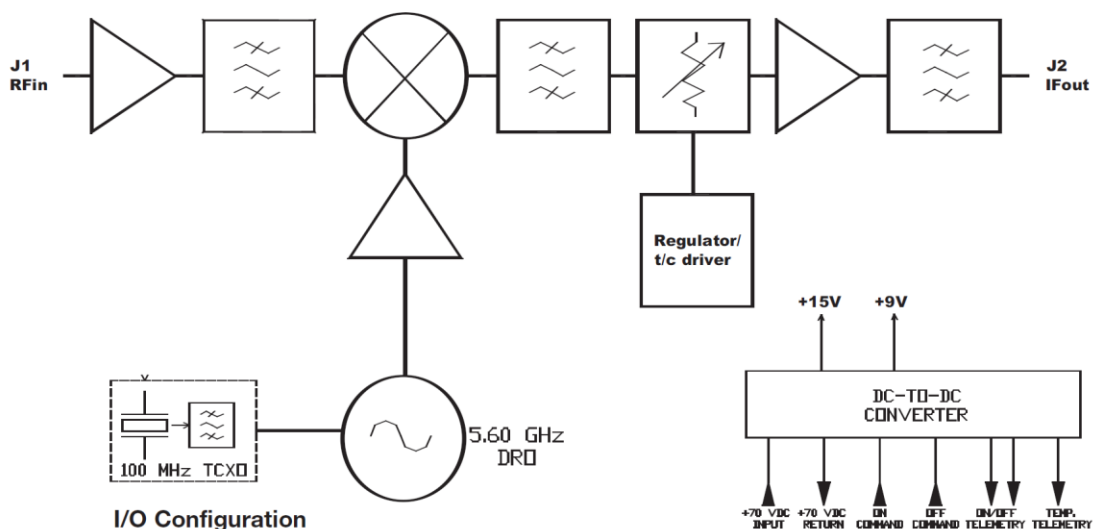 J1
RFin
J2
IFout
Regulator/
t/c driver
+15V
+9V
DC-TO-DC
CONVERTER
5.60 GHz
DRO
100 MHz TCXO
+70 VDC
INPUT
+70 VDC
RETURN
ON
COMMAND
OFF
COMMAND
ON/OFF
TELEMETRY
TEMP.
TELEMETRY
I/O Configuration